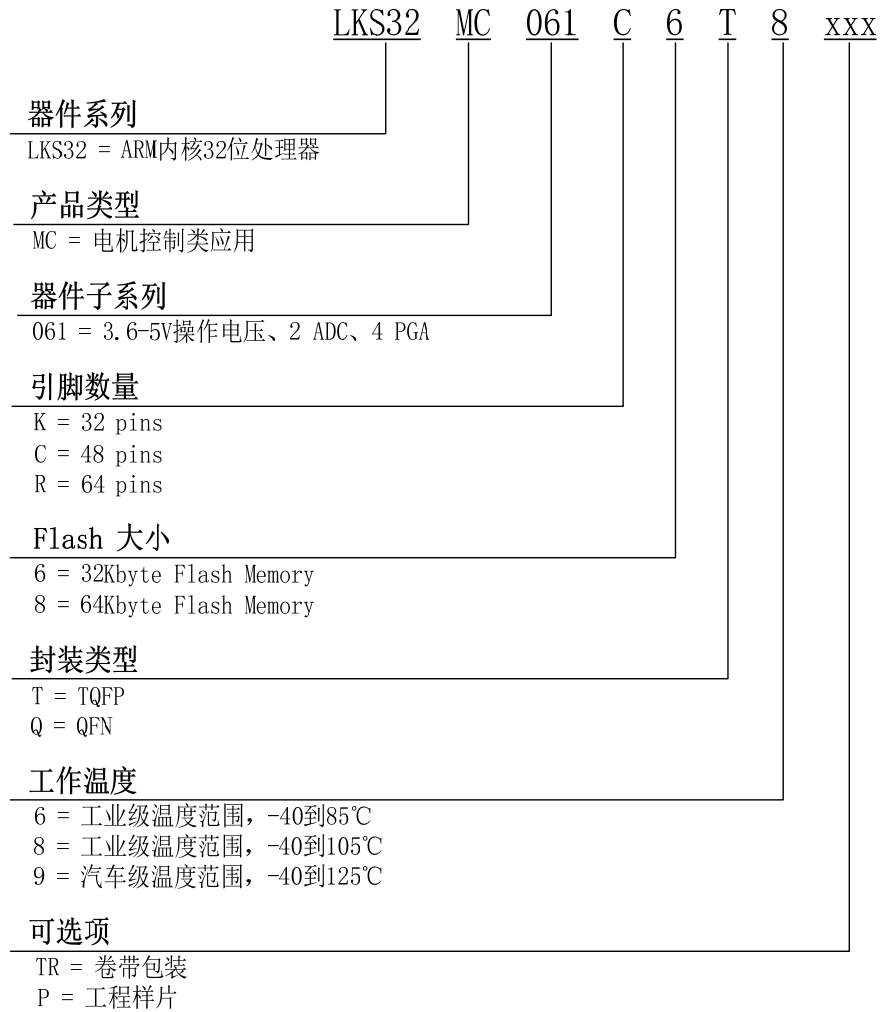 LKS32 MC 061 C 6 T 8 xxx
器件系列
LKS32 = ARM内核32位处理器
产品类型
MC = 电机控制类应用
器件子系列
061 = 3.6-5V操作电压、2 ADC、4 PGA
引脚数量
K = 32 pins
C = 48 pins
R = 64 pins
Flash 大小
6 = 32Kbyte Flash Memory
8 = 64Kbyte Flash Memory
封装类型
T = TQFP
Q = QFN
工作温度
6 = 工业级温度范围，-40到85℃
8 = 工业级温度范围，-40到105℃
9 = 汽车级温度范围，-40到125℃
可选项
TR = 卷带包装
P = 工程样片